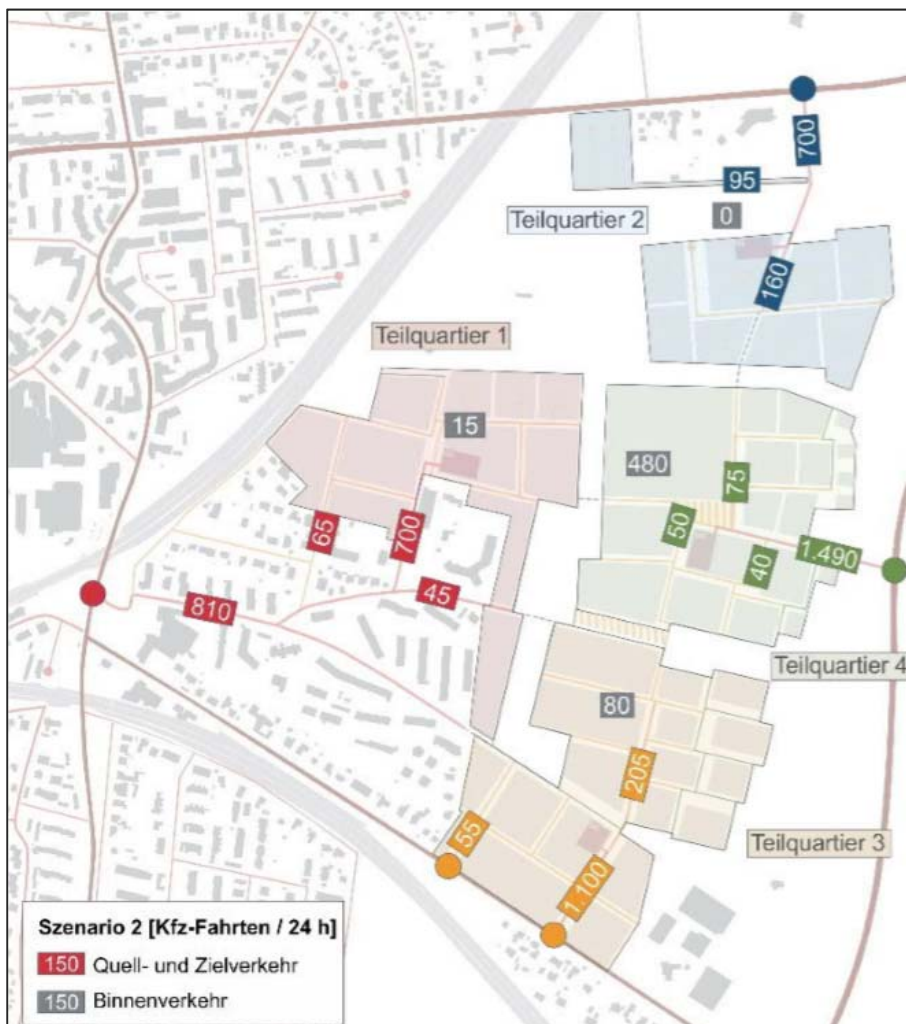 700
95
Teilquartier 2
0
160
Teilquartier 1
15
480
75
65
700
50
40
1.490
810
45
Teilquartier 4
80
205
55
Teilquartier 3
1.100
Szenario 2 [Kfz-Fahrten / 24 h]
150 Quell- und Zielverkehr
150 Binnenverkehr